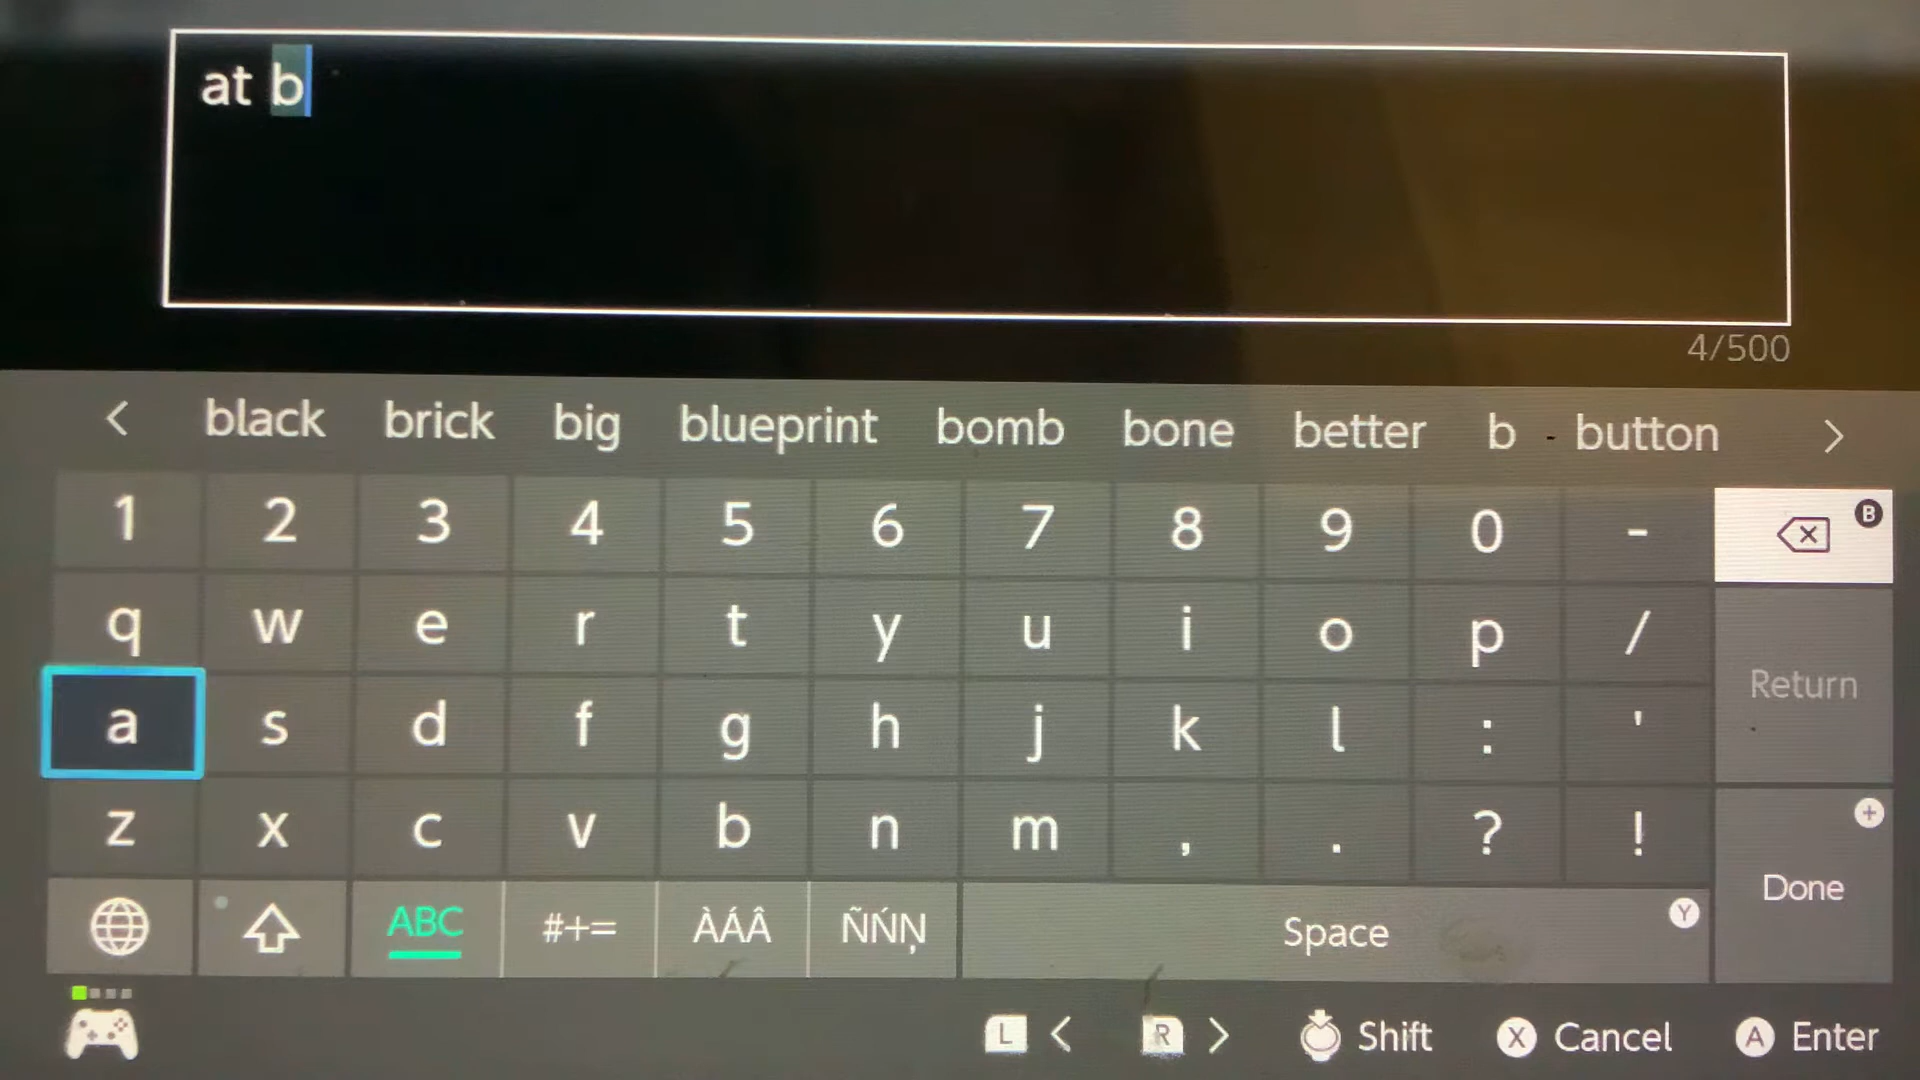 at b
4/500
< black brick big blueprint bomb bone better b button >
1 2 3 4 5 6 7 8 9 0 - B
q w e r t y u i o p /
Return
a s d f g h j k l : '
z x c v b n m , . ? ! +
Done
ABC #+= ÀÁÂ ÑŃŅ Space Y
L < R > Shift X Cancel A Enter